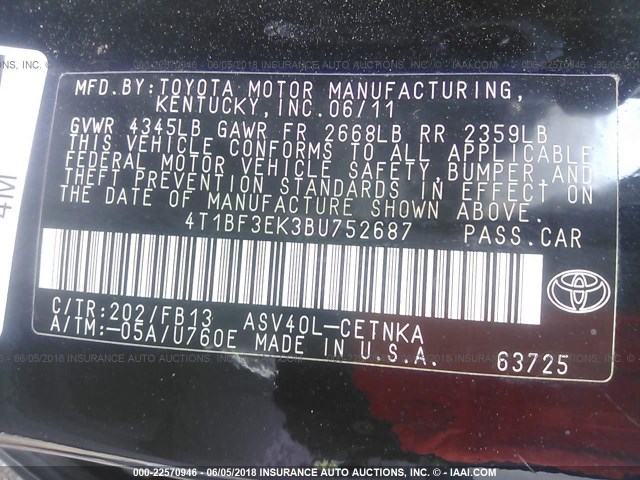 MFD.BY:TOYOTA MOTOR MANUFACTURING,
KENTUCKY,INC.06/11
GVWR 4345LB GAWR FR 2668LB RR 2359LB
THIS VEHICLE CONFORMS TO ALL APPLICABLE
FEDERAL MOTOR VEHICLE SAFETY,BUMPER,AND
THEFT PREVENTION STANDARDS IN EFFECT ON
THE DATE OF MANUFACTURE SHOWN ABOVE.
4T1BF3EK3BU752687 PASS.CAR
C/TR:202/FB13 ASV40L-CETNKA
A/TM:-05A/U760E MADE IN U.S.A.
63725
000-22570946 - 06/05/2018 INSURANCE AUTO AUCTIONS, INC. - © IAAI.COM